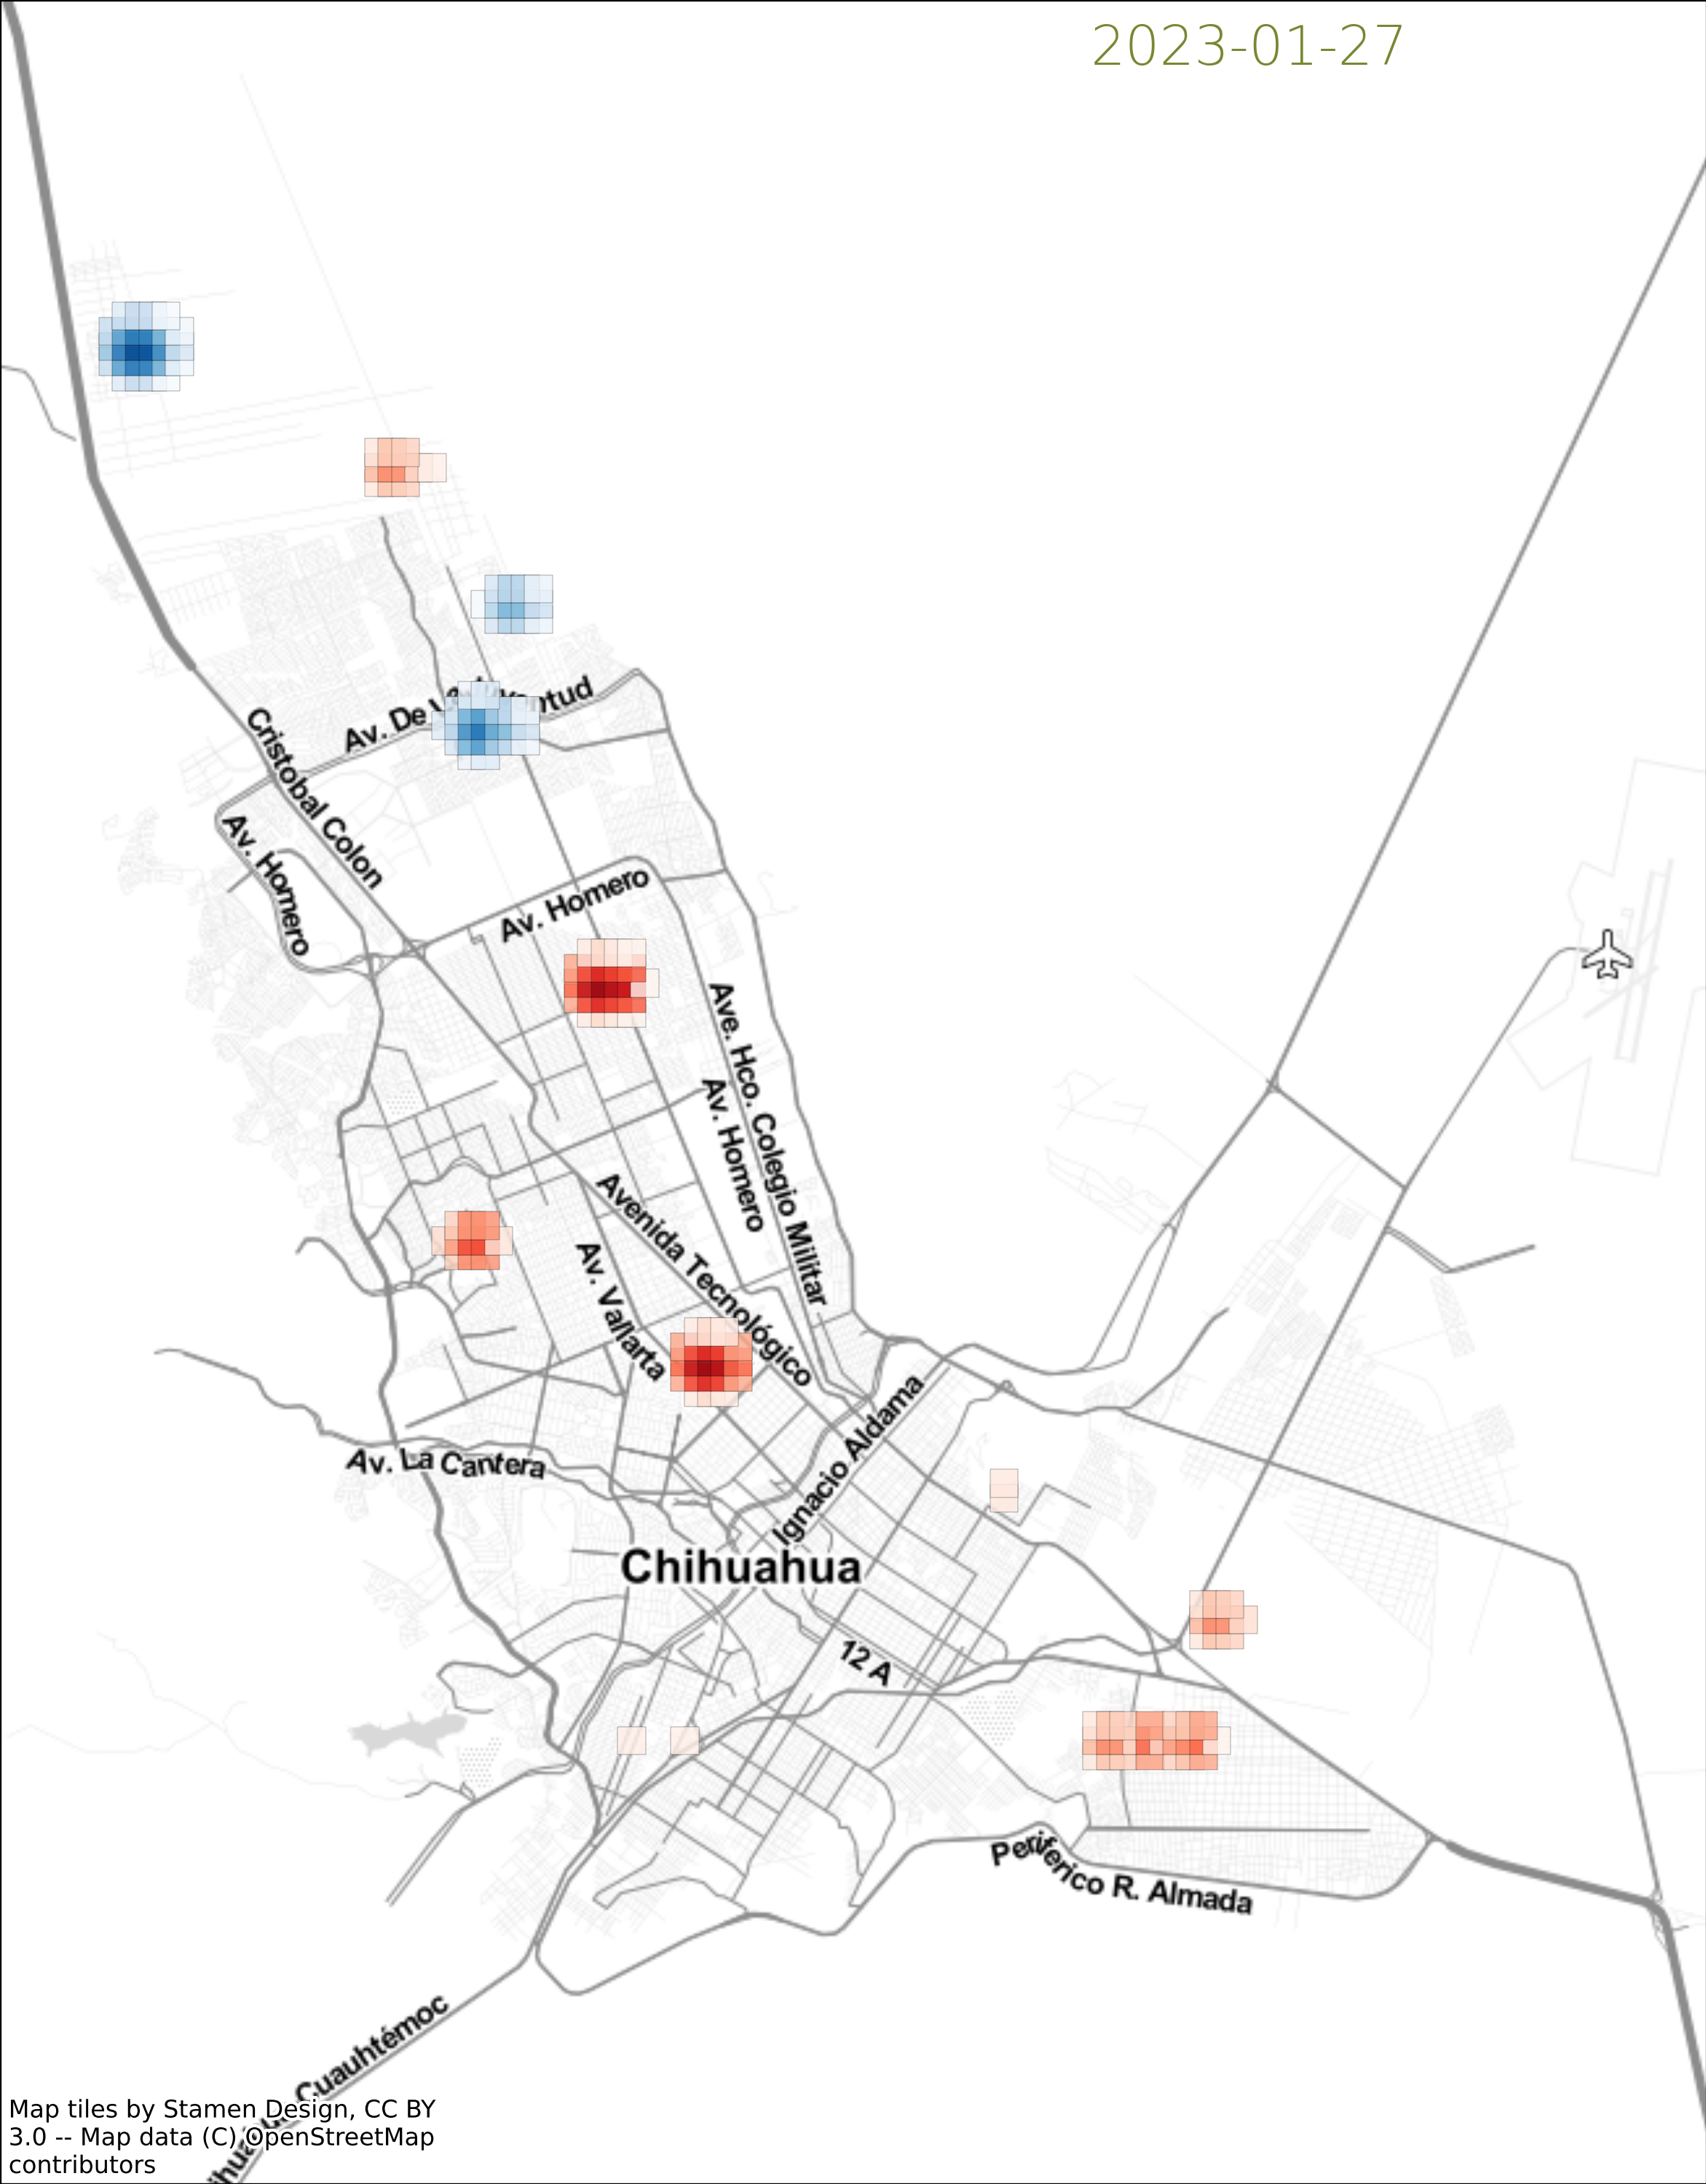 2023-01-27
Av. De
ntud
Cristobal Colon
Av. Homero
Av. Homero
Ave. Hco. Colegio Militar
Av. Homero
Avenida Tecnológico
Av. Vallarta
Ignacio Aldama
Av. La Cantera
Chihuahua
12 A
Periferico R. Almada
Cuauhtémoc
Map tiles by Stamen Design, CC BY
3.0 -- Map data (C) OpenStreetMap
contributors